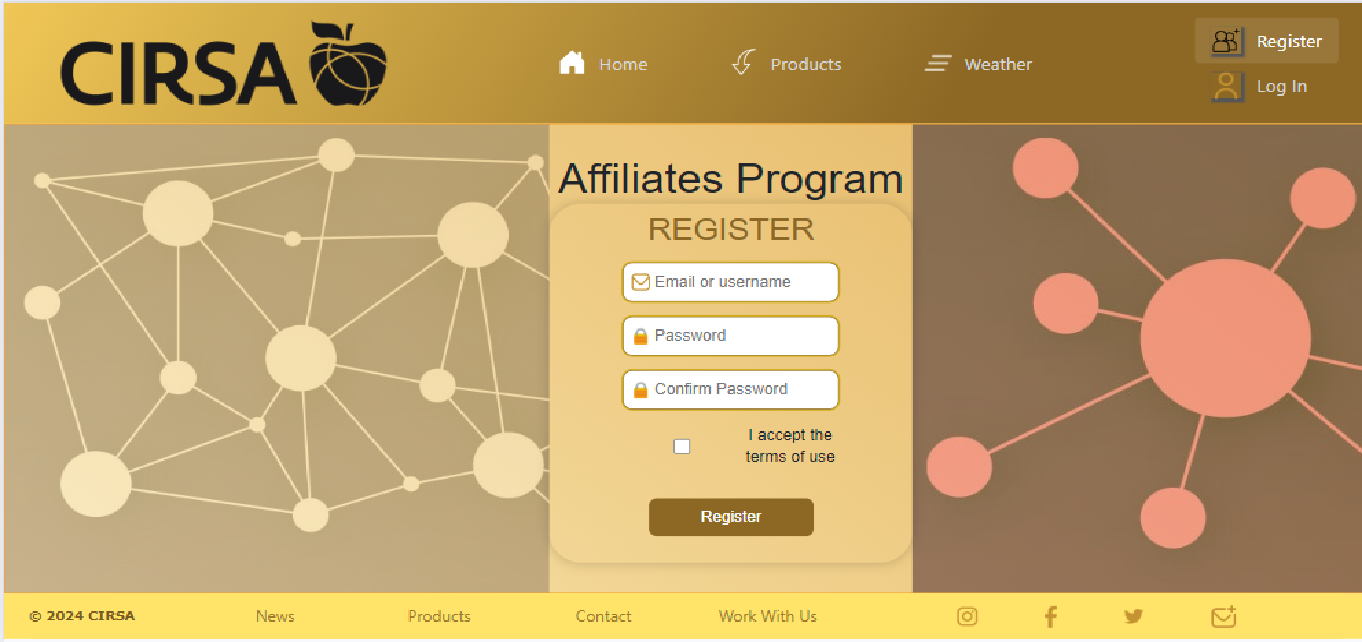 CIRSA
Home
Products
Weather
Register
Log In
Affiliates Program
REGISTER
Email or username
Password
Confirm Password
I accept the
terms of use
Register
© 2024 CIRSA
News
Products
Contact
Work With Us